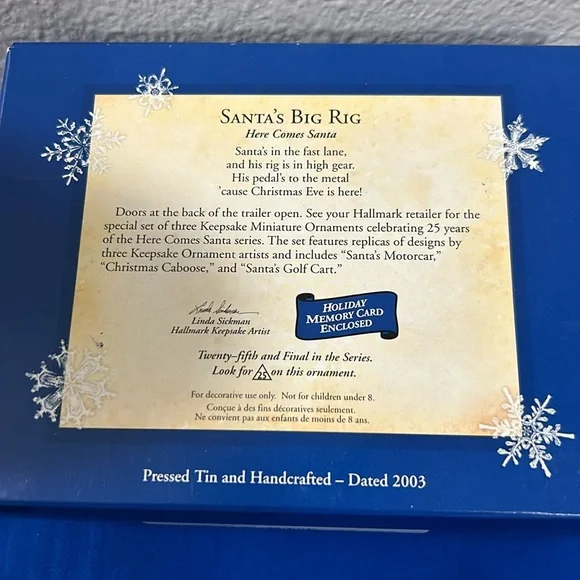 SANTA'S BIG RIG
Here Comes Santa
Santa's in the fast lane,
and his rig is in high gear.
His pedal's to the metal
'cause Christmas Eve is here!
Doors at the back of the trailer open. See your Hallmark retailer for the
special set of three Keepsake Miniature Ornaments celebrating 25 years
of the Here Comes Santa series. The set features replicas of designs by
three Keepsake Ornament artists and includes “Santa's Motorcar,”
“Christmas Caboose,” and “Santa's Golf Cart.”
Linda Sickman
Linda Sickman
Hallmark Keepsake Artist
HOLIDAY
MEMORY CARD
ENCLOSED
Twenty–fifth and Final in the Series.
Look for 25 on this ornament.
For decorative use only. Not for children under 8.
Conçue à des fins décoratives seulement.
Ne convient pas aux enfants de moins de 8 ans.
Pressed Tin and Handcrafted – Dated 2003